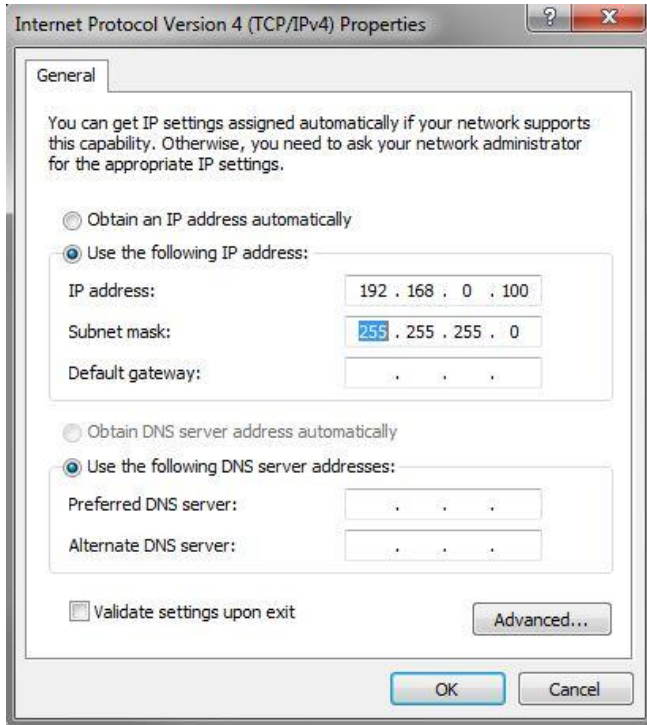 Internet Protocol Version 4 (TCP/IPv4) Properties
?
X
General
You can get IP settings assigned automatically if your network supports
this capability. Otherwise, you need to ask your network administrator
for the appropriate IP settings.
Obtain an IP address automatically
Use the following IP address:
IP address: 192 . 168 . 0 . 100
Subnet mask: 255 . 255 . 255 . 0
Default gateway: . . .
Obtain DNS server address automatically
Use the following DNS server addresses:
Preferred DNS server: . . .
Alternate DNS server: . . .
Validate settings upon exit
Advanced...
OK Cancel